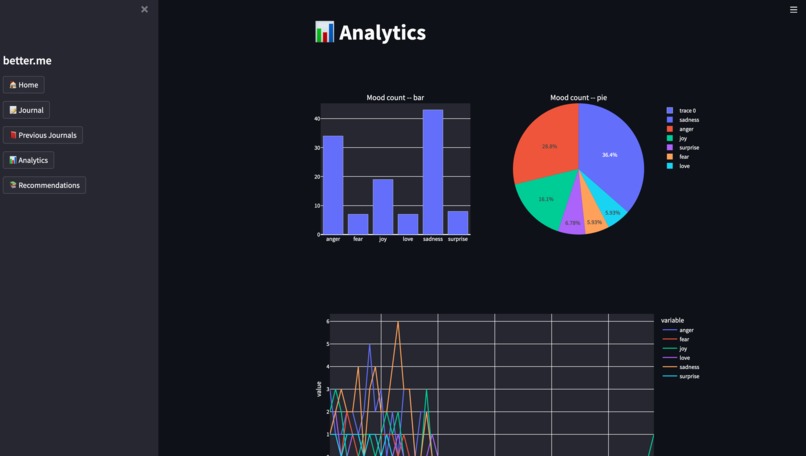 better.me
Home
Journal
Previous Journals
Analytics
Recommendations
Analytics
Mood count -- bar
40
30
20
10
0
anger fear joy love sadness surprise
Mood count -- pie
36.4%
28.8%
16.1%
6.78%
5.93%
5.93%
trace 0
sadness
anger
joy
surprise
fear
love
6
5
4
3
2
1
value
variable
anger
fear
joy
love
sadness
surprise